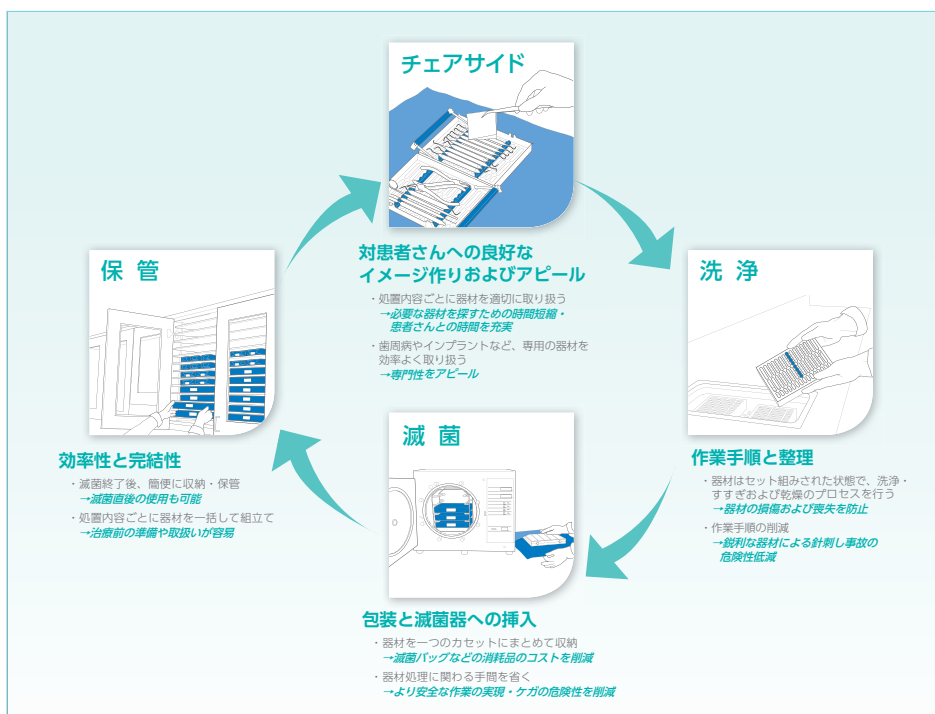 チェアサイド
対患者さんへの良好な
イメージ作りおよびアピール
・処置内容ごとに器材を適切に取り扱う
→必要な器材を探すための時間短縮・
患者さんとの時間を充実
・歯周病やインプラントなど、専用の器材を
効率よく取り扱う
→専門性をアピール
洗 浄
作業手順と整理
・器材はセット組みされた状態で、洗浄・
すすぎおよび乾燥のプロセスを行う
→器材の損傷および喪失を防止
・作業手順の削減
→鋭利な器材による針刺し事故の
危険性低減
滅 菌
包装と滅菌器への挿入
・器材を一つのカセットにまとめて収納
→滅菌バッグなどの消耗品のコストを削減
・器材処理に関わる手間を省く
→より安全な作業の実現・ケガの危険性を削減
保 管
効率性と完結性
・滅菌終了後、簡便に収納・保管
→滅菌直後の使用も可能
・処置内容ごとに器材を一括して組立て
→治療前の準備や取扱いが容易